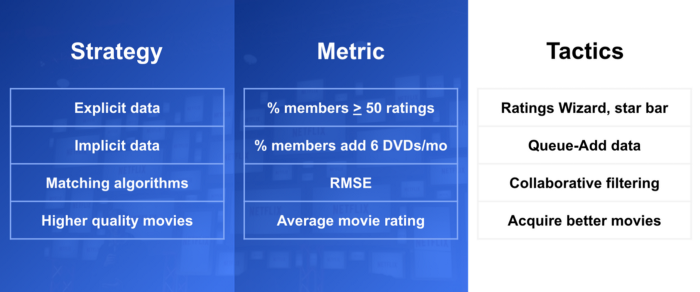 Strategy Metric Tactics
Explicit data % members ≥ 50 ratings Ratings Wizard, star bar
Implicit data % members add 6 DVDs/mo Queue-Add data
Matching algorithms RMSE Collaborative filtering
Higher quality movies Average movie rating Acquire better movies